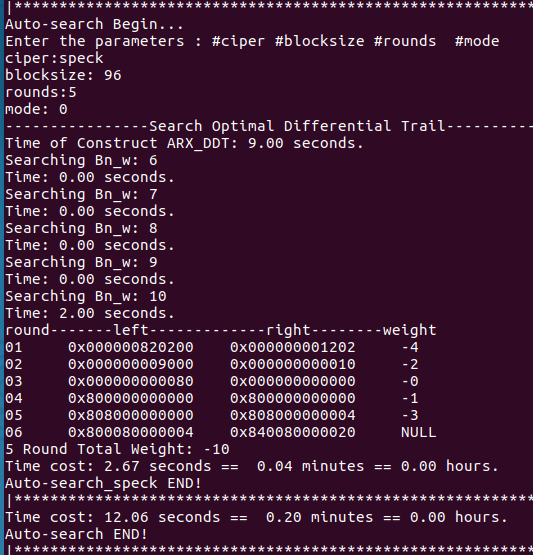 |***************************************************************
Auto-search Begin...
Enter the parameters : #ciper #blocksize #rounds  #mode
ciper:speck
blocksize: 96
rounds:5
mode: 0
----------------Search Optimal Differential Trail----------
Time of Construct ARX_DDT: 9.00 seconds.
Searching Bn_w: 6
Time: 0.00 seconds.
Searching Bn_w: 7
Time: 0.00 seconds.
Searching Bn_w: 8
Time: 0.00 seconds.
Searching Bn_w: 9
Time: 0.00 seconds.
Searching Bn_w: 10
Time: 2.00 seconds.
round-------left-------------right--------weight
01     0x000000820200    0x000000001202     -4
02     0x000000009000    0x000000000010     -2
03     0x000000000080    0x000000000000     -0
04     0x800000000000    0x800000000000     -1
05     0x808000000000    0x808000000004     -3
06     0x800080000004    0x840080000020     NULL
5 Round Total Weight: -10
Time cost: 2.67 seconds ==  0.04 minutes == 0.00 hours.
Auto-search_speck END!
|***************************************************************
Time cost: 12.06 seconds ==  0.20 minutes == 0.00 hours.
Auto-search END!
|***************************************************************